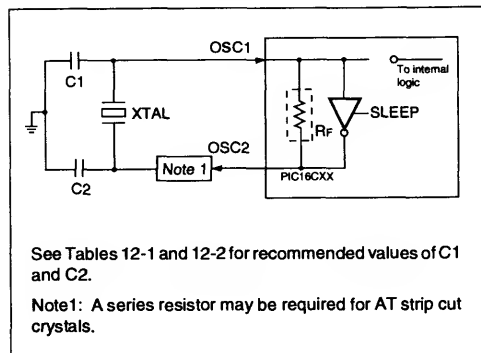 OSC1
To internal
logic
C1
XTAL
SLEEP
RF
OSC2
C2
Note 1
PIC16CXX
See Tables 12-1 and 12-2 for recommended values of C1
and C2.
Note1: A series resistor may be required for AT strip cut
crystals.